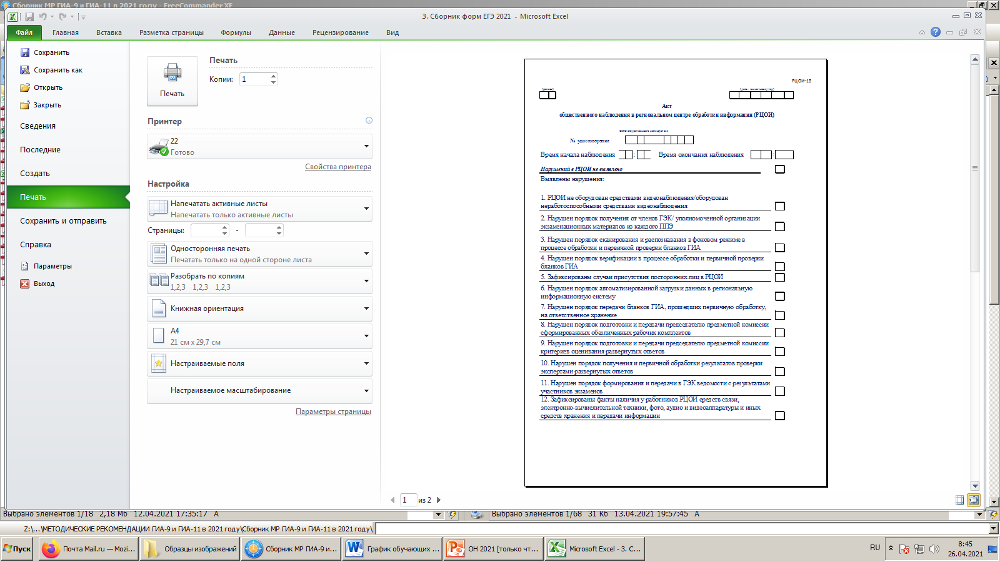 Сборник МР ГИА-9 и ГИА-11 в 2021 году - FreeCommander XE
3. Сборник форм ЕГЭ 2021 - Microsoft Excel
Файл Главная Вставка Разметка страницы Формулы Данные Рецензирование Вид
Сохранить
Сохранить как
Открыть
Закрыть
Сведения
Последние
Создать
Печать
Сохранить и отправить
Справка
Параметры
Выход
Печать
Печать
Копии: 1
Принтер
22
Готово
Свойства принтера
Настройка
Напечатать активные листы
Напечатать только активные листы
Страницы: -
Односторонняя печать
Печатать только на одной стороне листа
Разобрать по копиям
1,2,3 1,2,3 1,2,3
Книжная ориентация
A4
21 см x 29,7 см
Настраиваемые поля
Настраиваемое масштабирование
Параметры страницы
РЦОИ-18
(регион)
Акт
общественного наблюдения в региональном центре обработки информации (РЦОИ)
ФИО общественного наблюдателя
№ удостоверения
Время начала наблюдения : Время окончания наблюдения :
Нарушений в РЦОИ не выявлено
Выявлены нарушения:
1. РЦОИ не оборудован средствами видеонаблюдения/оборудован
неработоспособными средствами видеонаблюдения
2. Нарушен порядок получения от членов ГЭК/ уполномоченной организации
экзаменационных материалов из каждого ППЭ
3. Нарушен порядок сканирования и распознавания в фоновом режиме в
процессе обработки и первичной проверки бланков ГИА
4. Нарушен порядок верификации в процессе обработки и первичной проверки
бланков ГИА
5. Зафиксированы случаи присутствия посторонних лиц в РЦОИ
6. Нарушен порядок автоматизированной загрузки данных в региональную
информационную систему
7. Нарушен порядок передачи бланков ГИА, прошедших первичную обработку,
на ответственное хранение
8. Нарушен порядок подготовки и передачи председателю предметной комиссии
сформированных обезличенных рабочих комплектов
9. Нарушен порядок подготовки и передачи председателю предметной комиссии
критериев оценивания развернутых ответов
10. Нарушен порядок получения и первичной обработки результатов проверки
экспертами развернутых ответов
11. Нарушен порядок формирования и передачи в ГЭК ведомости с результатами
участников экзаменов
12. Зафиксированы факты наличия у работников РЦОИ средств связи,
электронно-вычислительной техники, фото, аудио и видеоаппаратуры и иных
средств хранения и передачи информации
1 из 2
Выбрано элементов 1/18 2,18 Мб 12.04.2021 17:35:17 A
Выбрано элементов 1/68 31 Кб 13.04.2021 19:57:45 A
Z:\...\МЕТОДИЧЕСКИЕ РЕКОМЕНДАЦИИ ГИА-9 и ГИА-11 в 2021 году\Сборник МР ГИА-9 и ГИА-11 в 2021 году\
Пуск
Почта Mail.ru — Mozi...
Образцы изображений
Сборник МР ГИА-9 и...
График обучающих ...
ОН 2021 [только чт...
Microsoft Excel - 3. С...
RU
8:45
26.04.2021